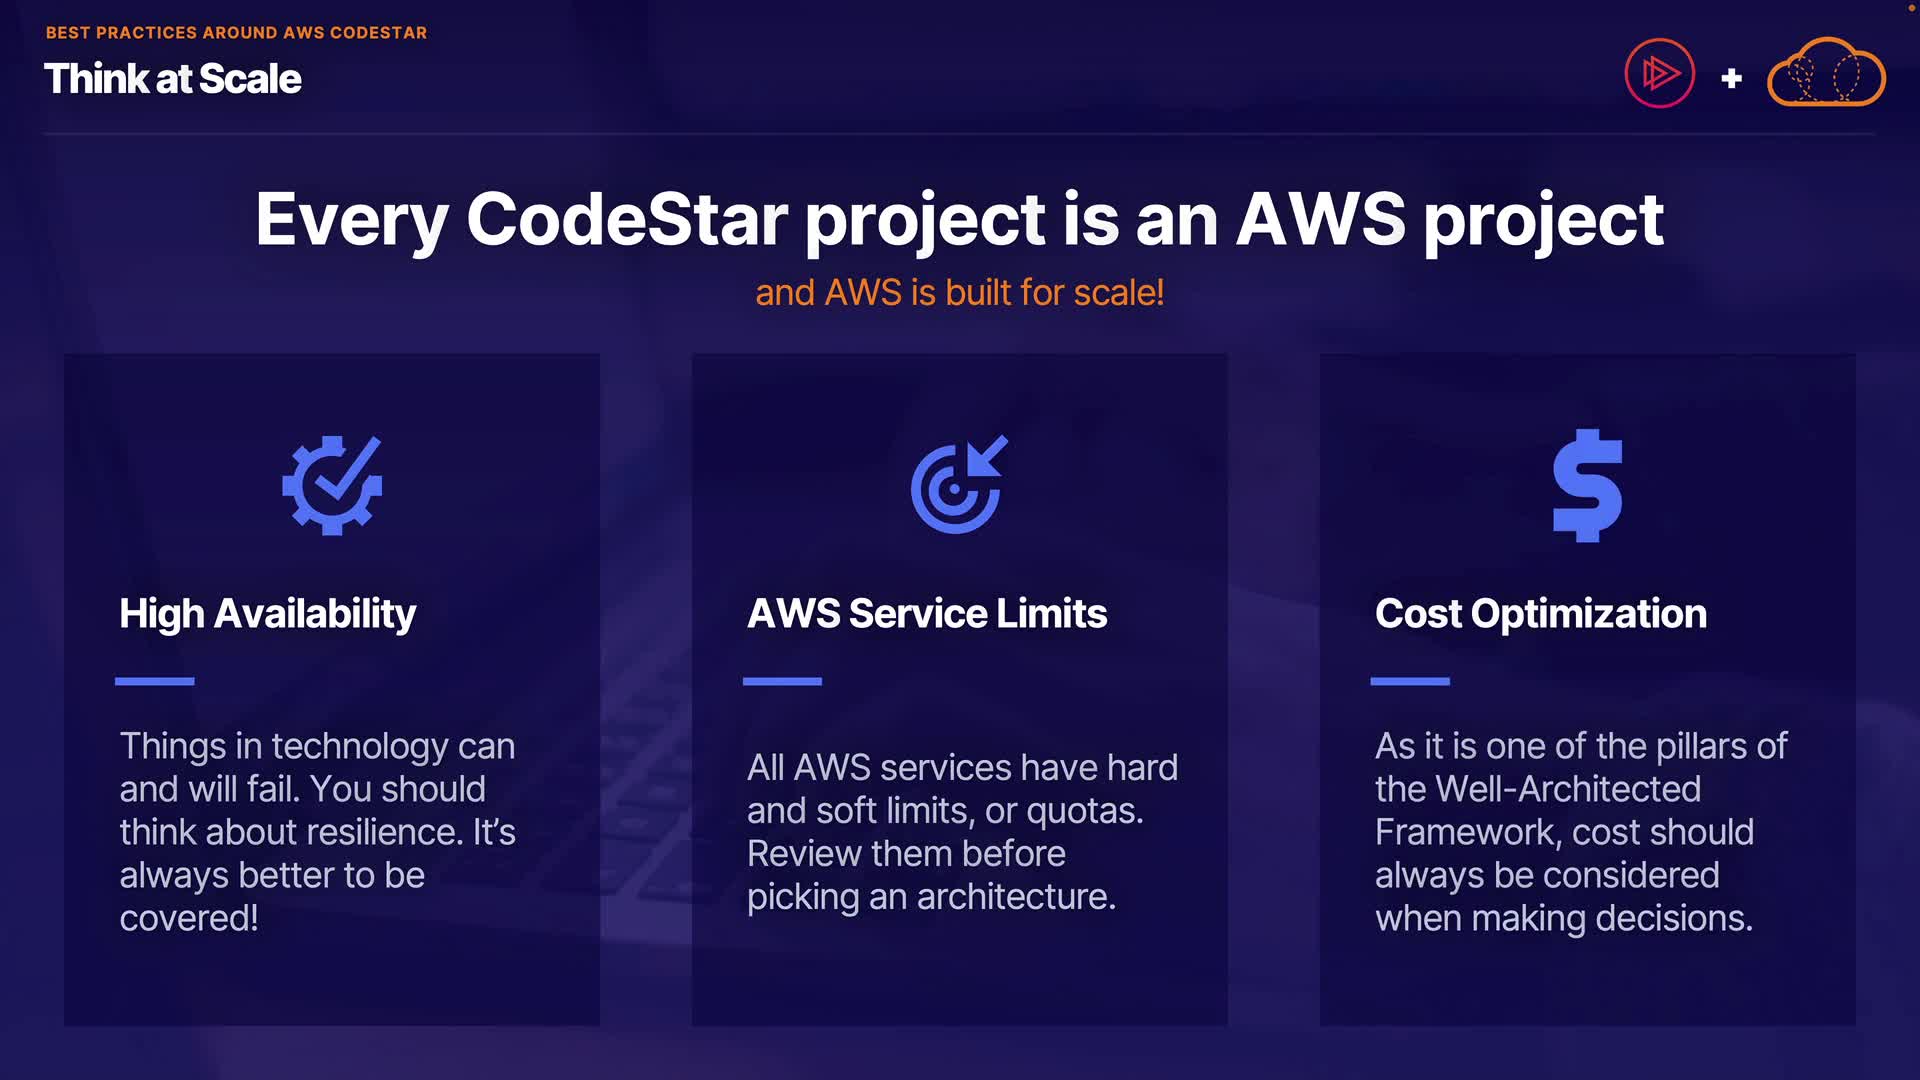 BEST PRACTICES AROUND AWS CODESTAR
Think at Scale
+
Every CodeStar project is an AWS project
and AWS is built for scale!
High Availability
Things in technology can
and will fail. You should
think about resilience. It’s
always better to be
covered!
AWS Service Limits
All AWS services have hard
and soft limits, or quotas.
Review them before
picking an architecture.
Cost Optimization
As it is one of the pillars of
the Well-Architected
Framework, cost should
always be considered
when making decisions.